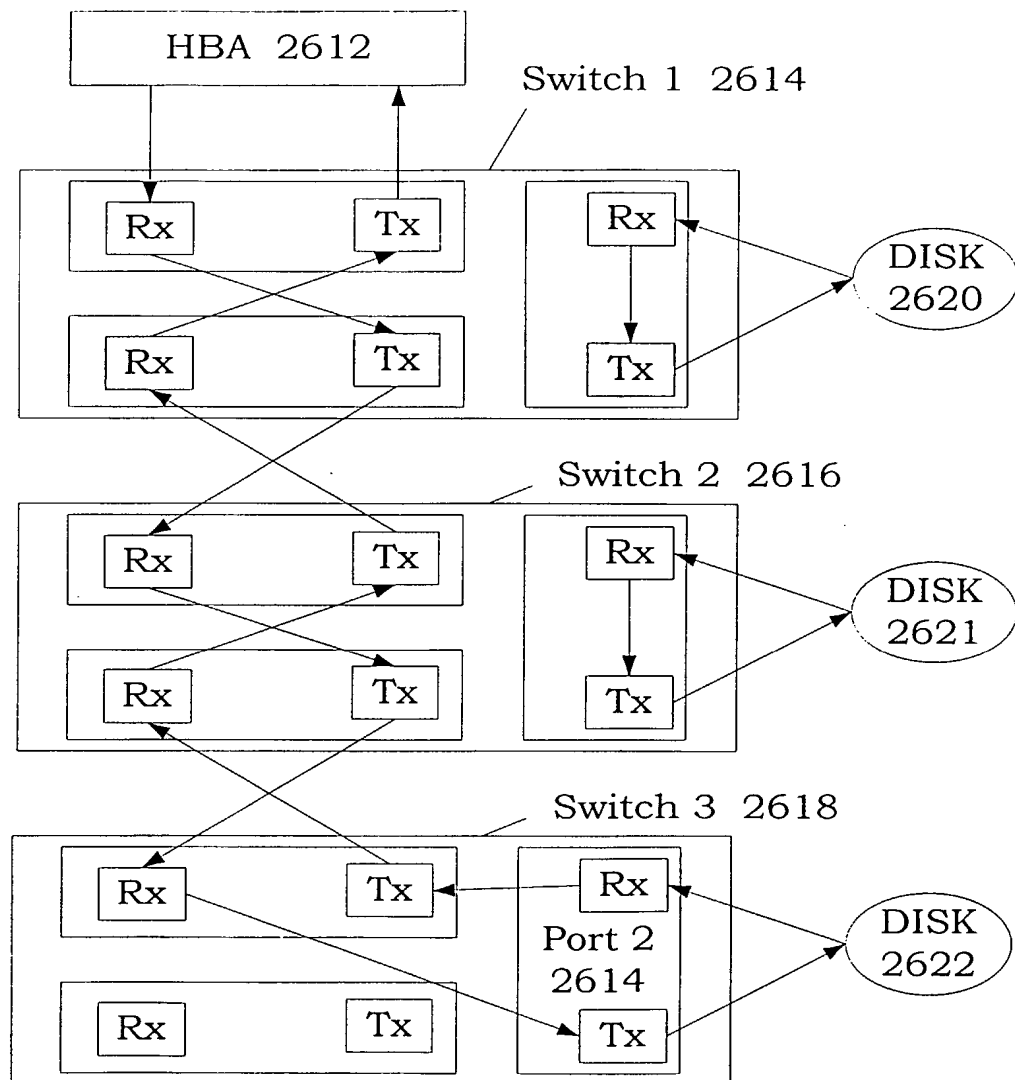 HBA 2612
Switch 1 2614
Rx
Tx
Rx
DISK
2620
Rx
Tx
Tx
Switch 2 2616
Rx
Tx
Rx
DISK
2621
Rx
Tx
Tx
Switch 3 2618
Rx
Tx
Rx
Port 2
2614
DISK
2622
Rx
Tx
Tx